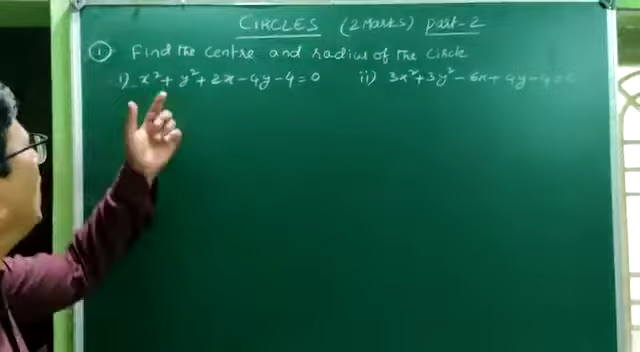 CIRCLES (2 Marks) part-2
① Find the centre and radius of the circle
i) x²+y²+2x-4y-4=0 ii) 3x²+3y²-6x+4y-4=0